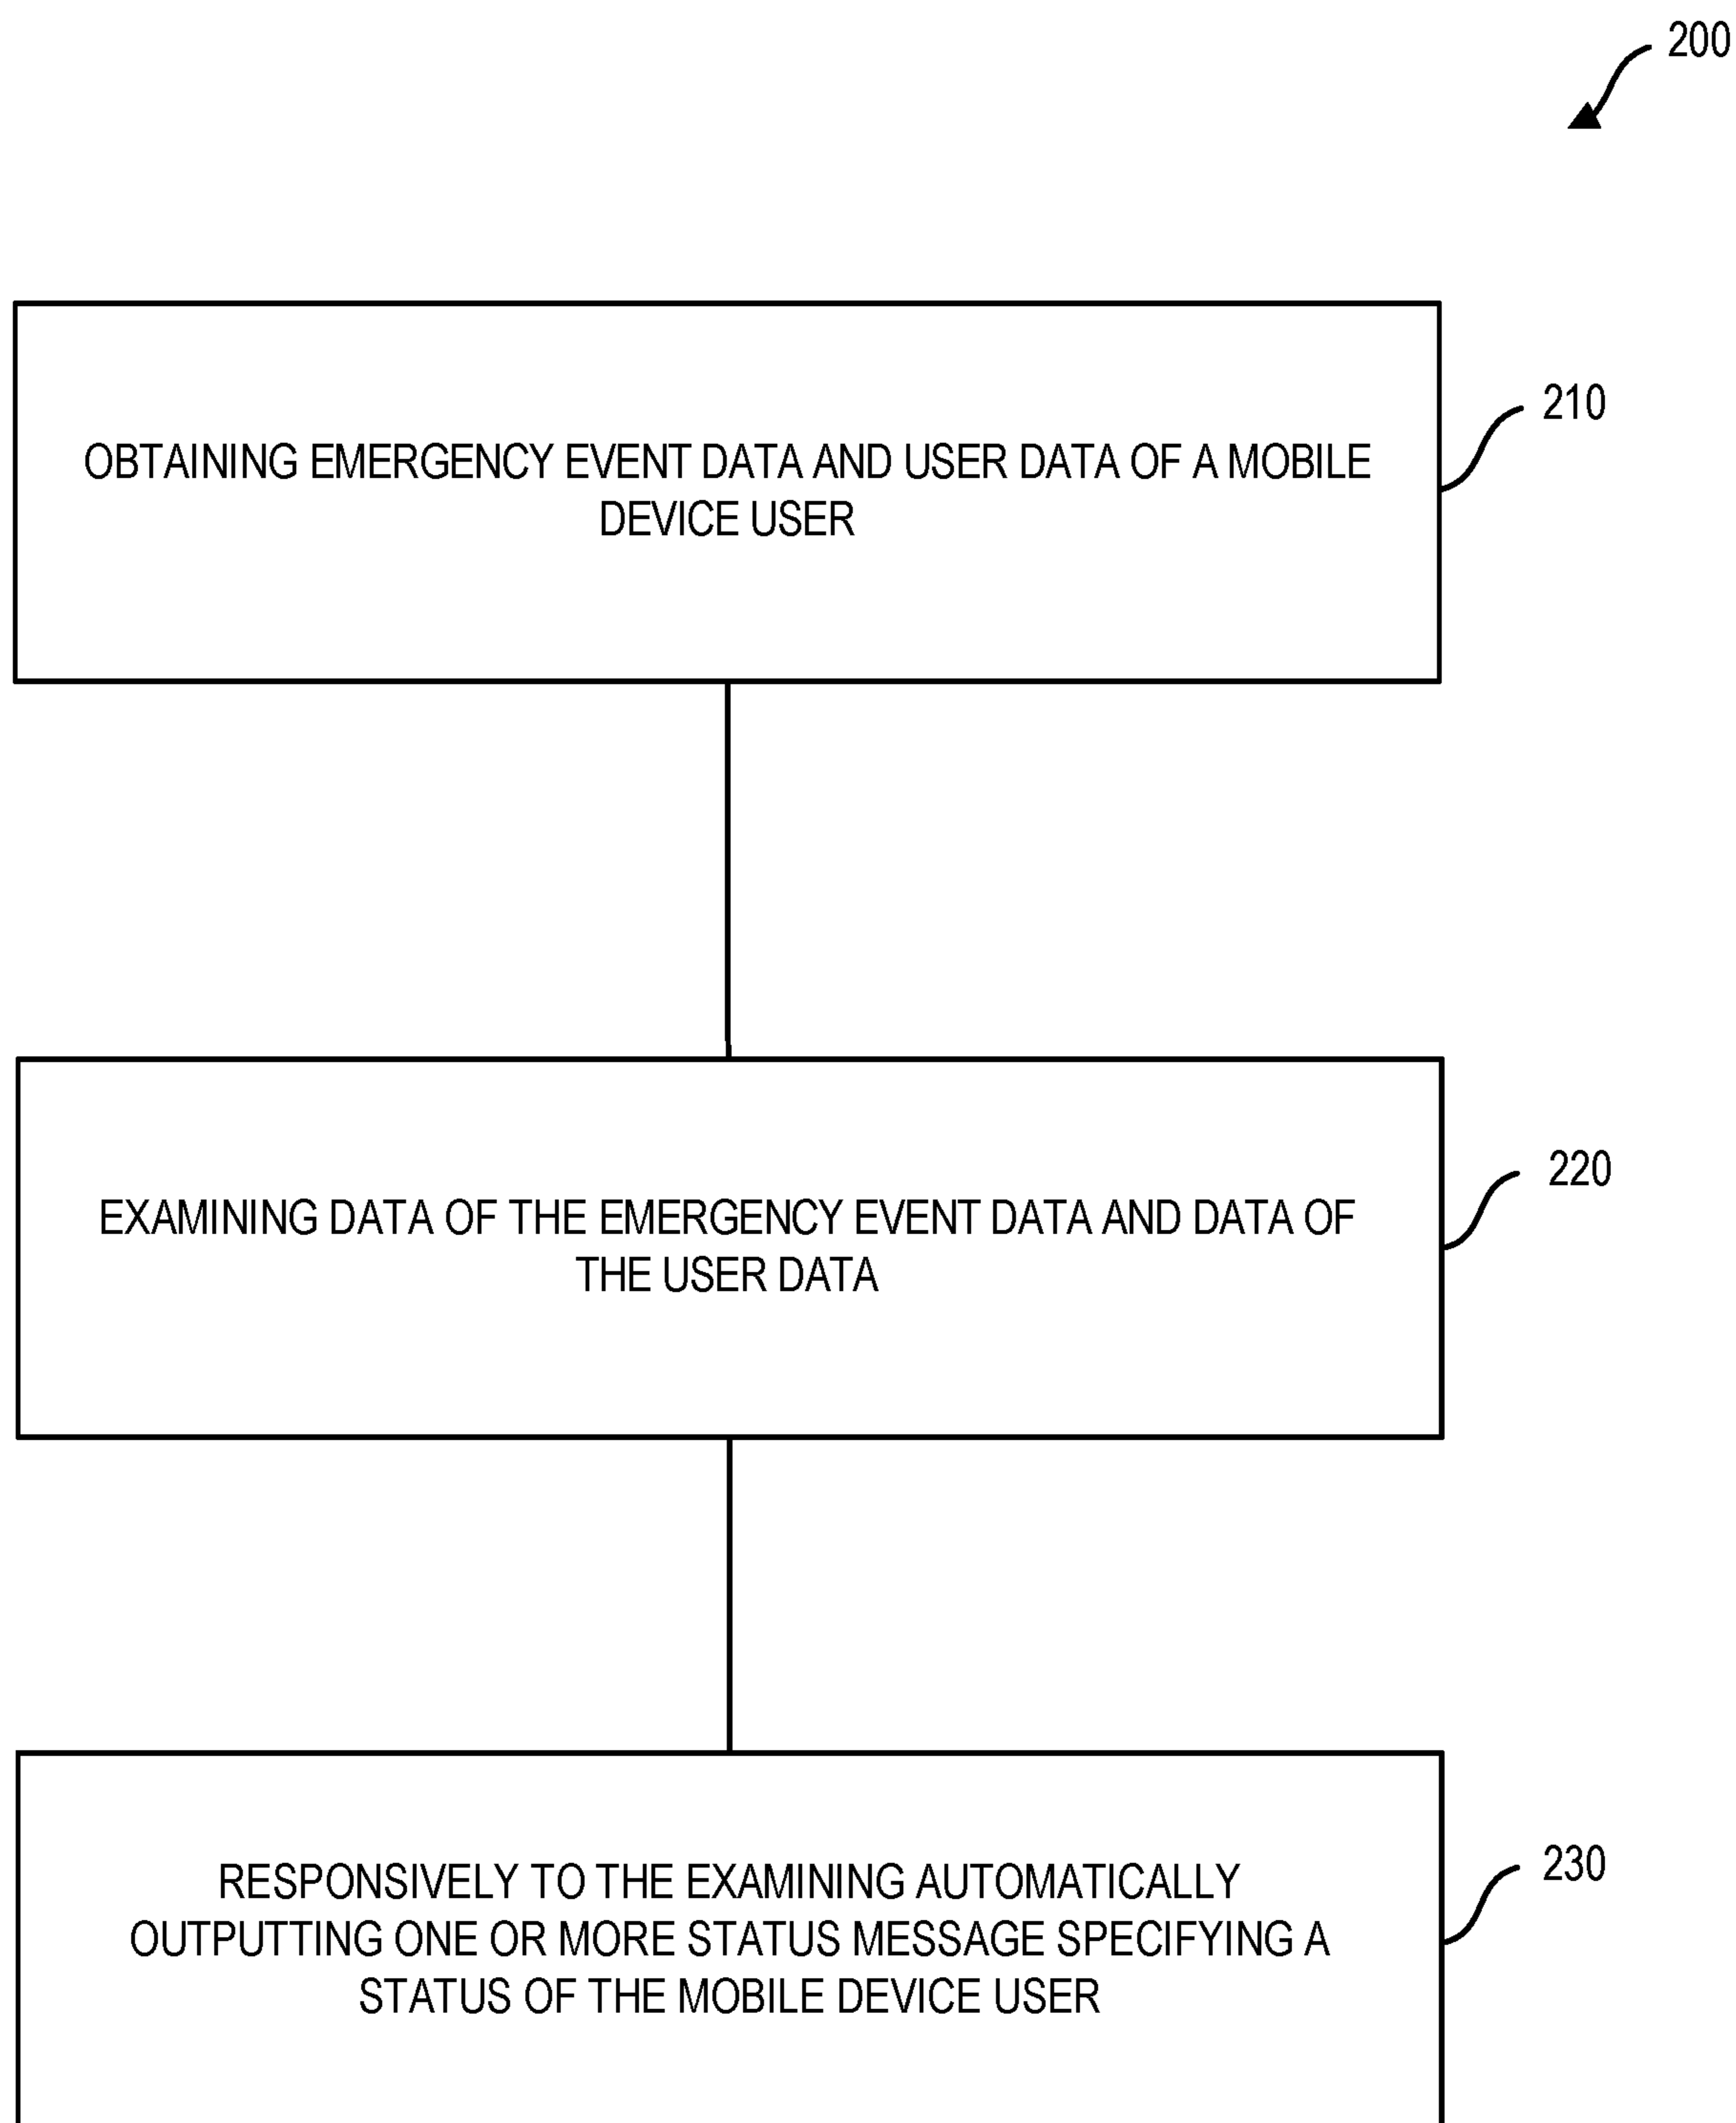 200
OBTAINING EMERGENCY EVENT DATA AND USER DATA OF A MOBILE
DEVICE USER
210
EXAMINING DATA OF THE EMERGENCY EVENT DATA AND DATA OF
THE USER DATA
220
RESPONSIVELY TO THE EXAMINING AUTOMATICALLY
OUTPUTTING ONE OR MORE STATUS MESSAGE SPECIFYING A
STATUS OF THE MOBILE DEVICE USER
230